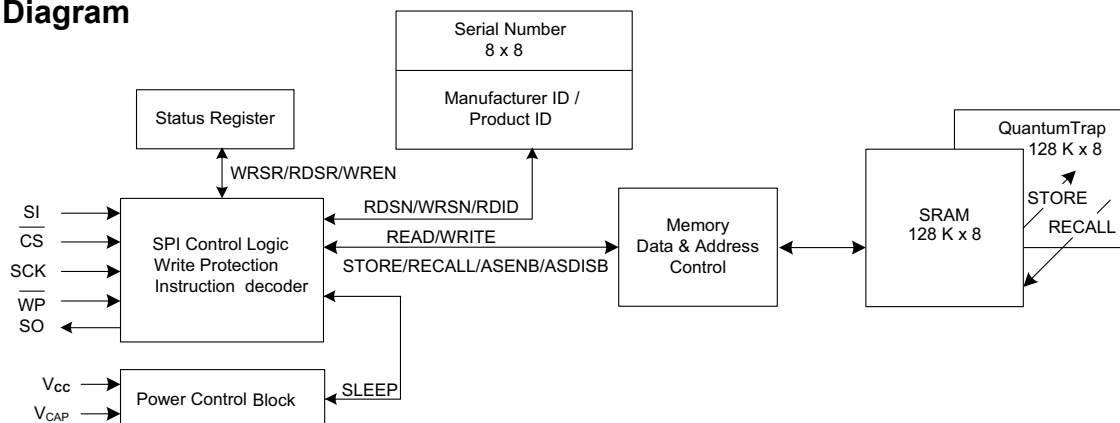 Diagram
Serial Number
8 x 8
Manufacturer ID /
Product ID
Status Register
WRSR/RDSR/WREN
QuantumTrap
128 K x 8
SI
CS
SCK
WP
SO
SPI Control Logic
Write Protection
Instruction decoder
RDSN/WRSN/RDID
READ/WRITE
STORE/RECALL/ASENB/ASDISB
Memory
Data & Address
Control
SRAM
128 K x 8
STORE
RECALL
VCC
VCAP
Power Control Block
SLEEP